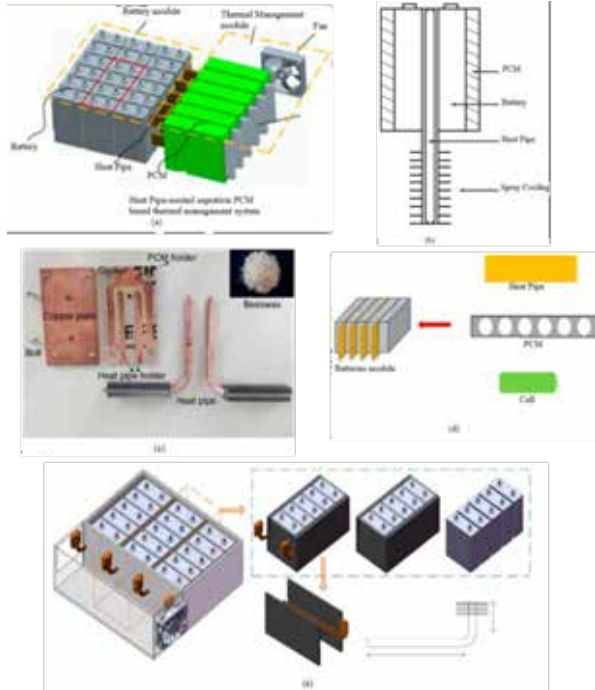 Battery module
Thermal Management
module
Fan
Battery
Heat Pipe
PCM
Heat Pipe-assisted separation PCM
based thermal management system
(a)
PCM
Battery
Heat Pipe
Spray Cooling
(b)
PCM holder
Beeswax
Copper plate
Bolt
Heat pipe holder
Heat pipe
(c)
Heat Pipe
PCM
Batteries module
Cell
(d)
(e)